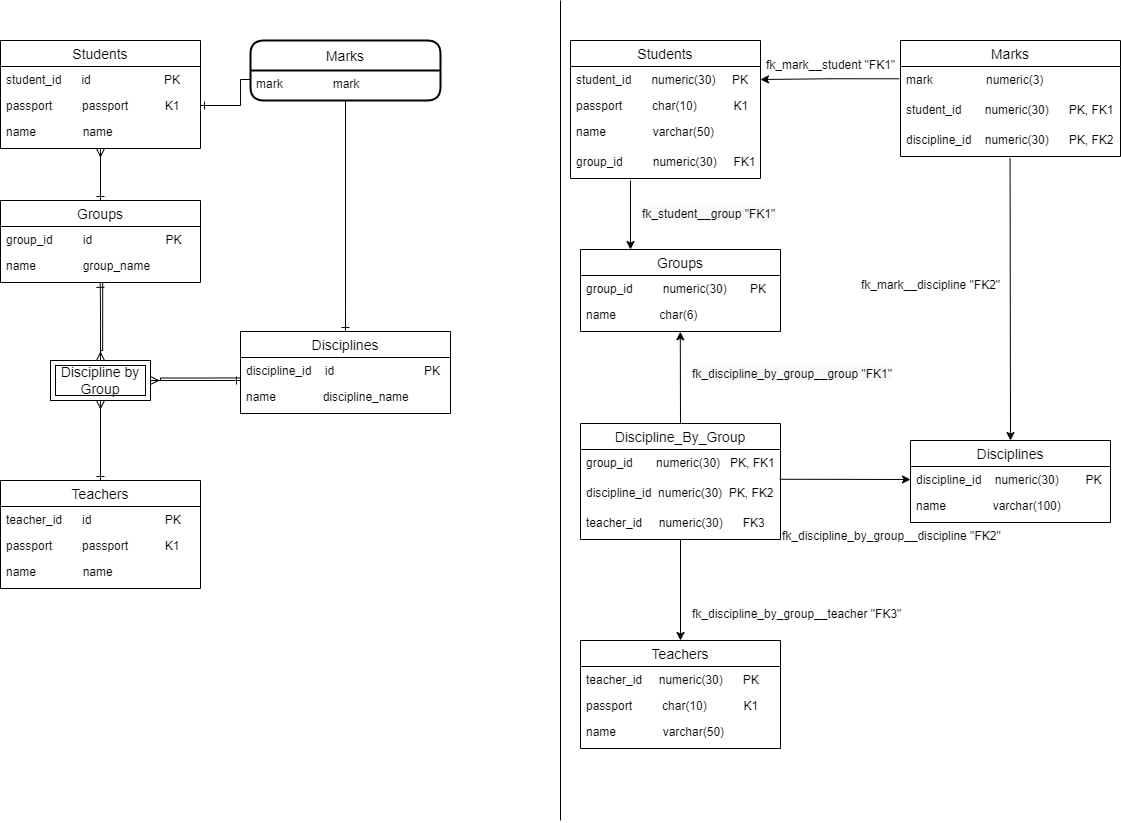 Students
student_id id PK
passport passport K1
name name
Marks
mark mark
Groups
group_id id PK
name group_name
Discipline by
Group
Disciplines
discipline_id id PK
name discipline_name
Teachers
teacher_id id PK
passport passport K1
name name
Students
student_id numeric(30) PK
passport char(10) K1
name varchar(50)
group_id numeric(30) FK1
fk_mark__student "FK1"
Marks
mark numeric(3)
student_id numeric(30) PK, FK1
discipline_id numeric(30) PK, FK2
fk_student__group "FK1"
Groups
group_id numeric(30) PK
name char(6)
fk_mark__discipline "FK2"
fk_discipline_by_group__group "FK1"
Discipline_By_Group
group_id numeric(30) PK, FK1
discipline_id numeric(30) PK, FK2
teacher_id numeric(30) FK3
Disciplines
discipline_id numeric(30) PK
name varchar(100)
fk_discipline_by_group__discipline "FK2"
fk_discipline_by_group__teacher "FK3"
Teachers
teacher_id numeric(30) PK
passport char(10) K1
name varchar(50)